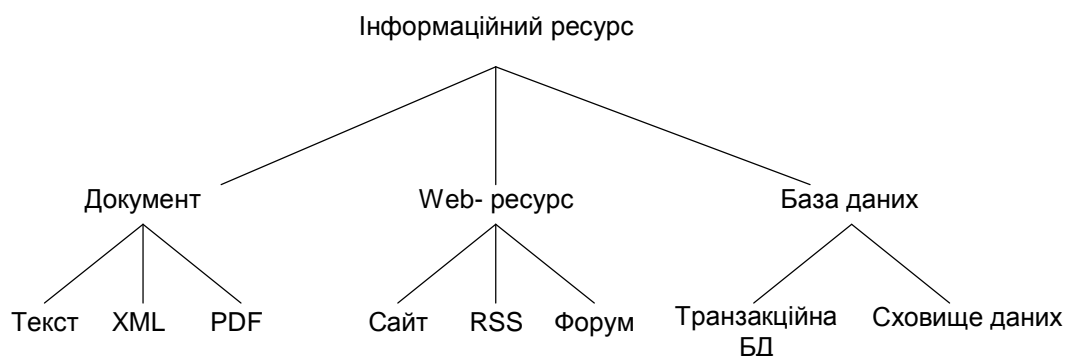 Інформаційний ресурс
Документ
Web- ресурс
База даних
Текст
XML
PDF
Сайт
RSS
Форум
Транзакційна
БД
Сховище даних